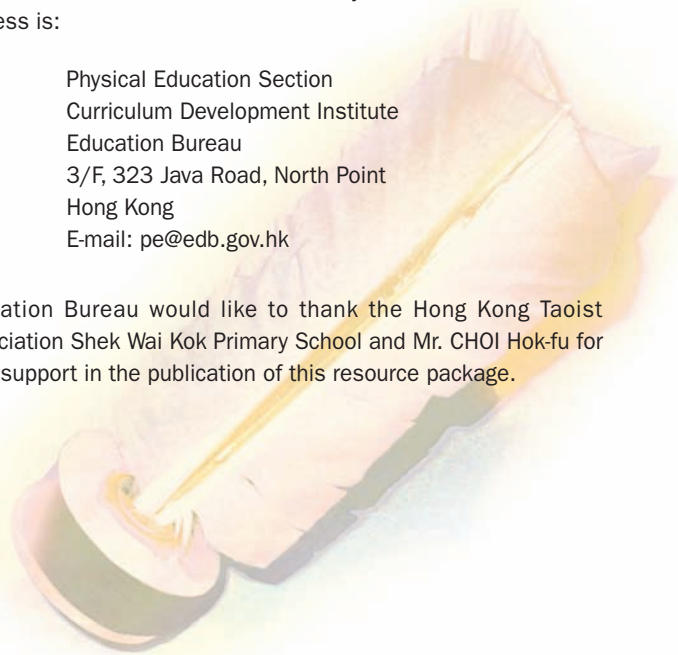 ess is:
Physical Education Section
Curriculum Development Institute
Education Bureau
3/F, 323 Java Road, North Point
Hong Kong
E-mail: pe@edb.gov.hk
ation Bureau would like to thank the Hong Kong Taoist
ciation Shek Wai Kok Primary School and Mr. CHOI Hok-fu for
support in the publication of this resource package.